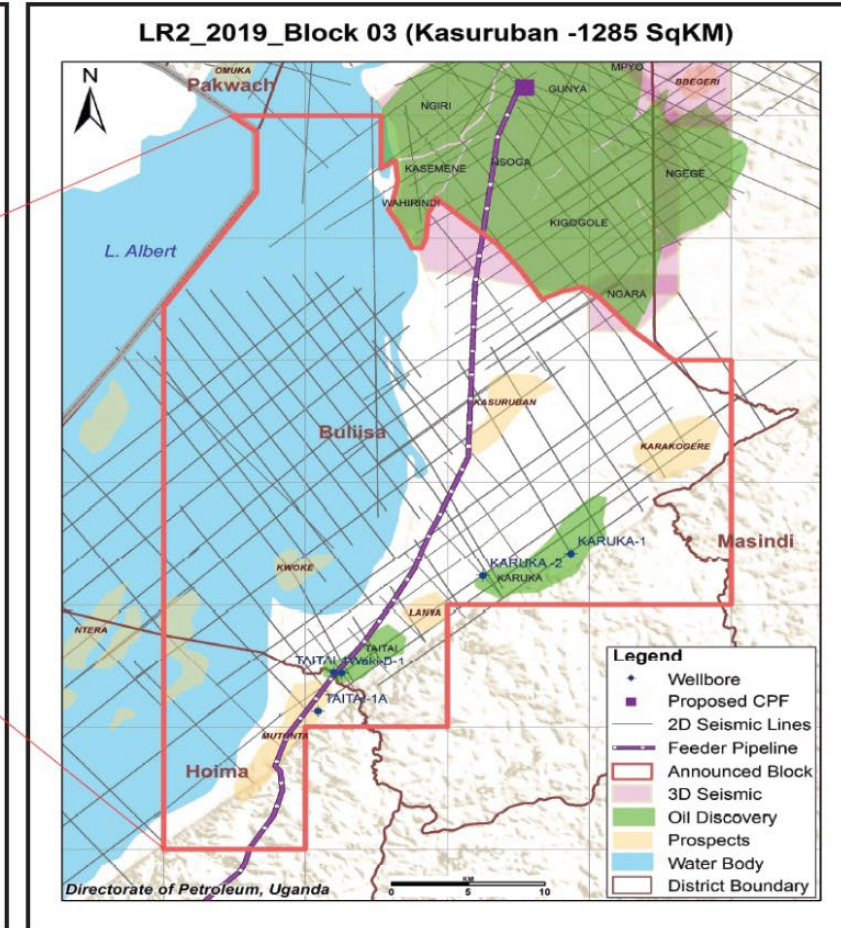 LR2_2019_Block 03 (Kasuruban -1285 SqKM)
N
OMUKA
Pakwach
MPYO
BBEGERI
GUNYA
NGIRI
NSOGA
KASEMENE
NGEGE
WAHIRINDI
KIGOGOLE
L. Albert
NGARA
KASURUBAN
Buliisa
KARAKOGERE
KARUKA-1
Masindi
KWOKE
KARUKA -2
KARUKA
LANYA
NTERA
TAITAI
TAITAI-1
Waki-D-1
TAITAI-1A
MUTUNTA
Hoima
Legend
Wellbore
Proposed CPF
2D Seismic Lines
Feeder Pipeline
Announced Block
3D Seismic
Oil Discovery
Prospects
Water Body
District Boundary
Directorate of Petroleum, Uganda
KM
0 5 10